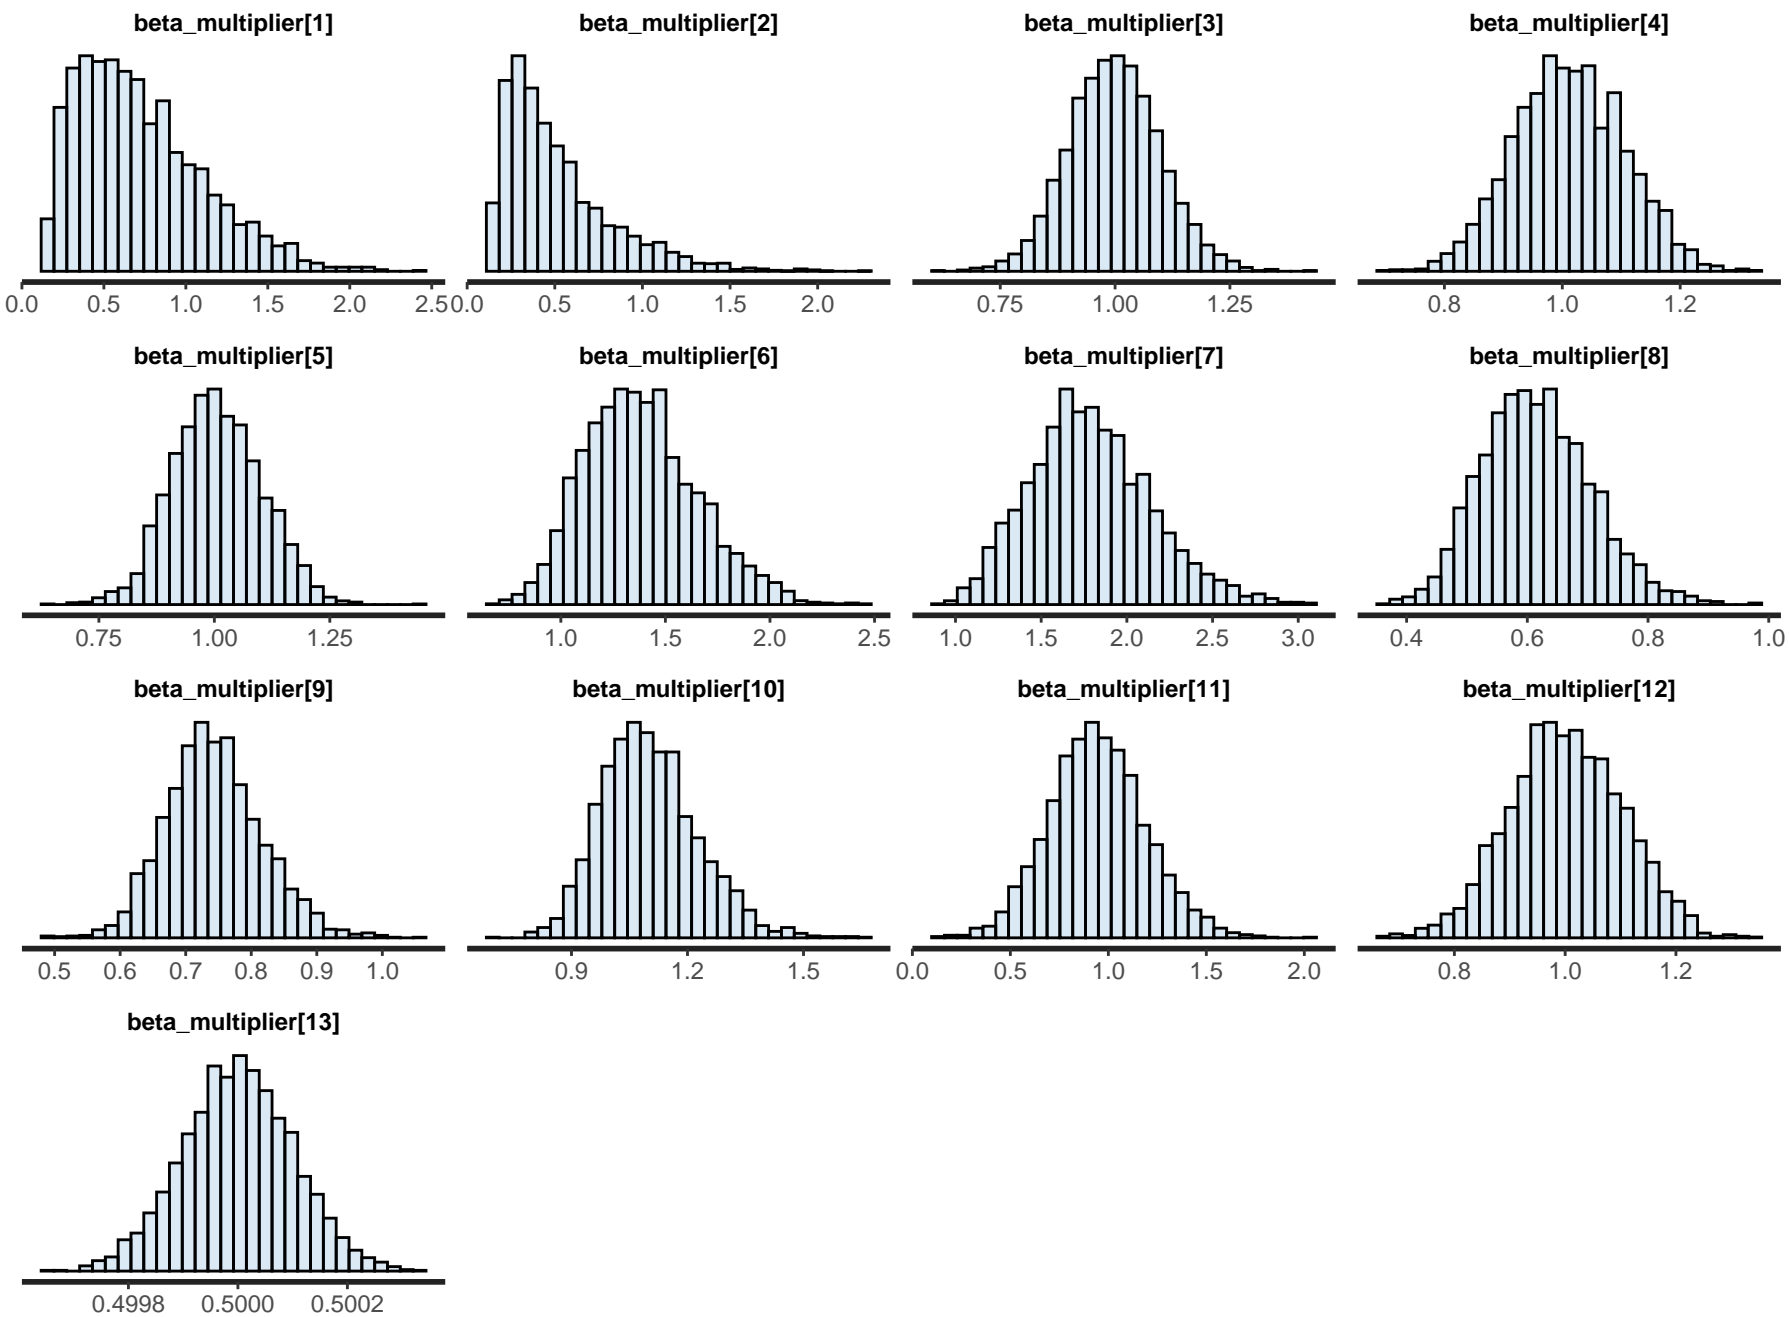 beta_multiplier[1] beta_multiplier[2] beta_multiplier[3] beta_multiplier[4]
0.0 0.5 1.0 1.5 2.0 2.5 0.0 0.5 1.0 1.5 2.0 0.75 1.00 1.25 0.8 1.0 1.2
beta_multiplier[5] beta_multiplier[6] beta_multiplier[7] beta_multiplier[8]
0.75 1.00 1.25 1.0 1.5 2.0 2.5 1.0 1.5 2.0 2.5 3.0 0.4 0.6 0.8 1.0
beta_multiplier[9] beta_multiplier[10] beta_multiplier[11] beta_multiplier[12]
0.5 0.6 0.7 0.8 0.9 1.0 0.9 1.2 1.5 0.0 0.5 1.0 1.5 2.0 0.8 1.0 1.2
beta_multiplier[13]
0.4998 0.5000 0.5002